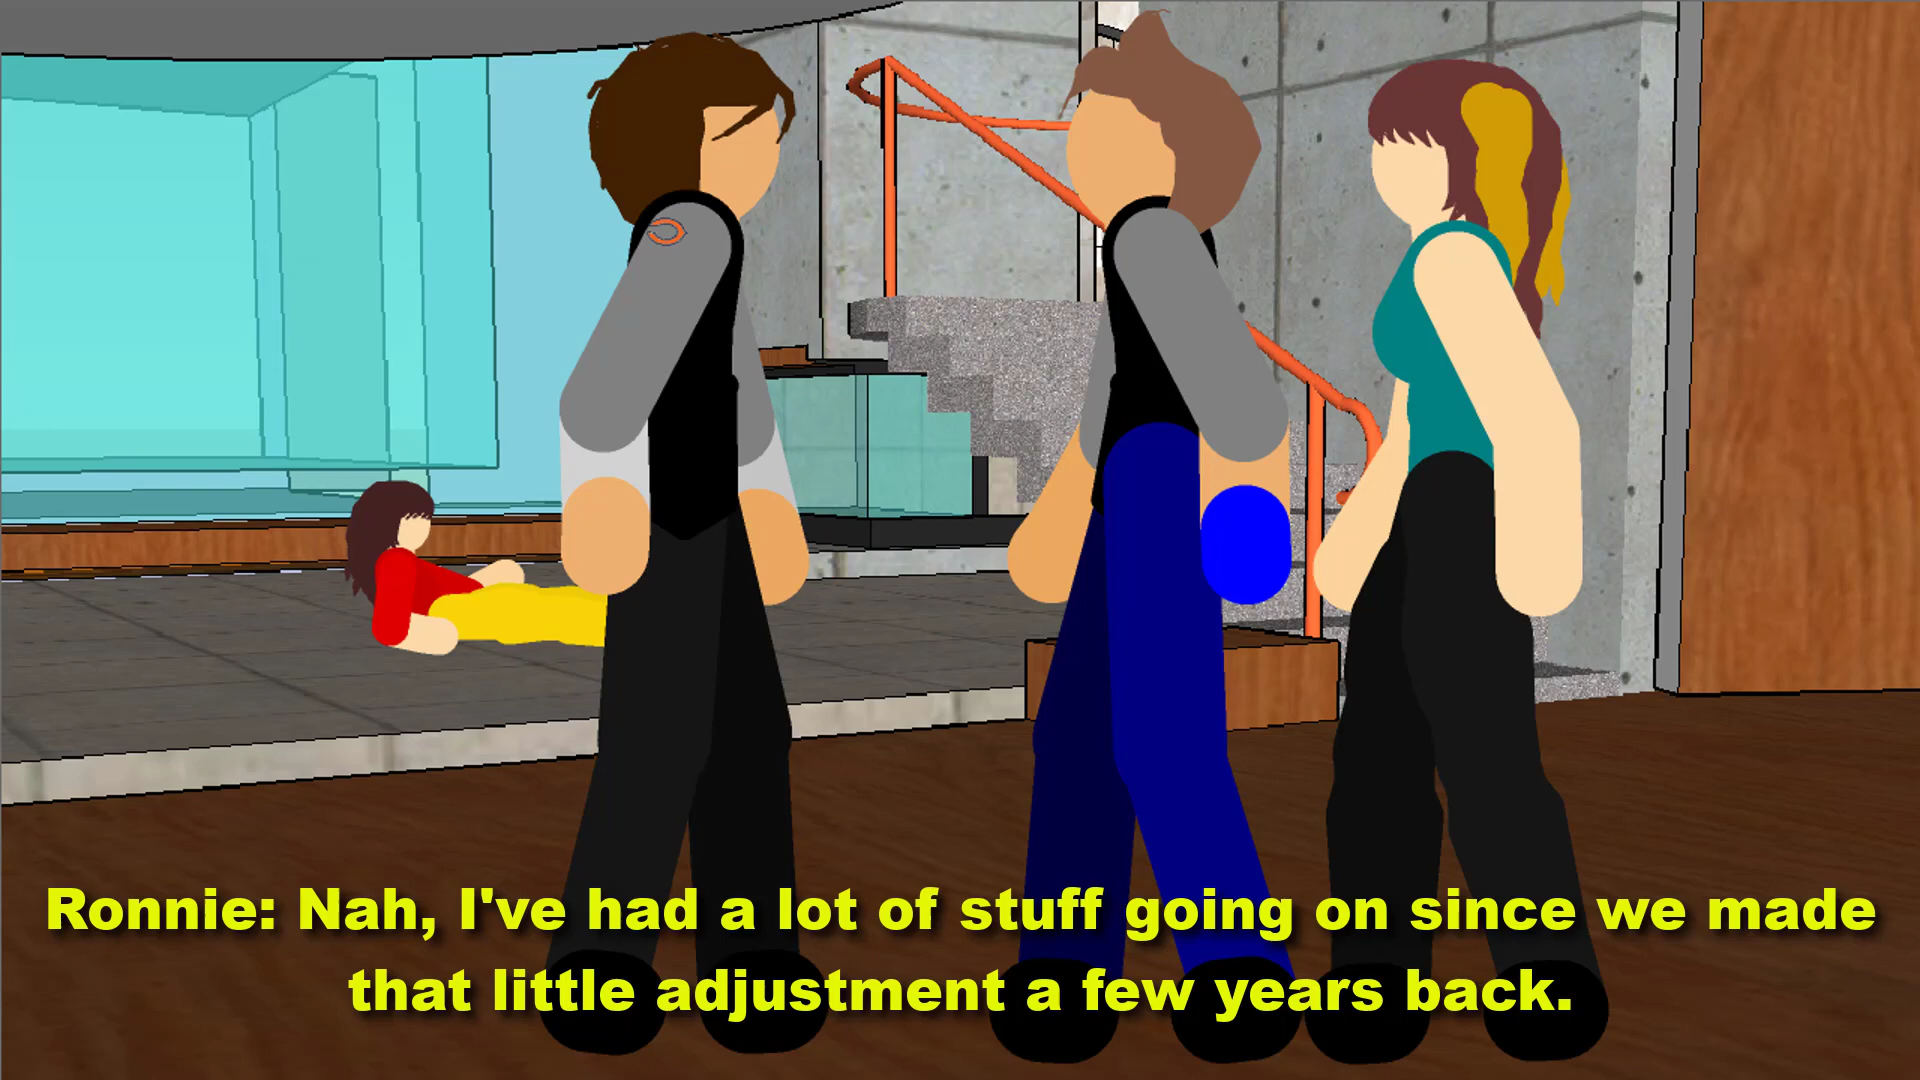 Ronnie: Nah, I've had a lot of stuff going on since we made
that little adjustment a few years back.